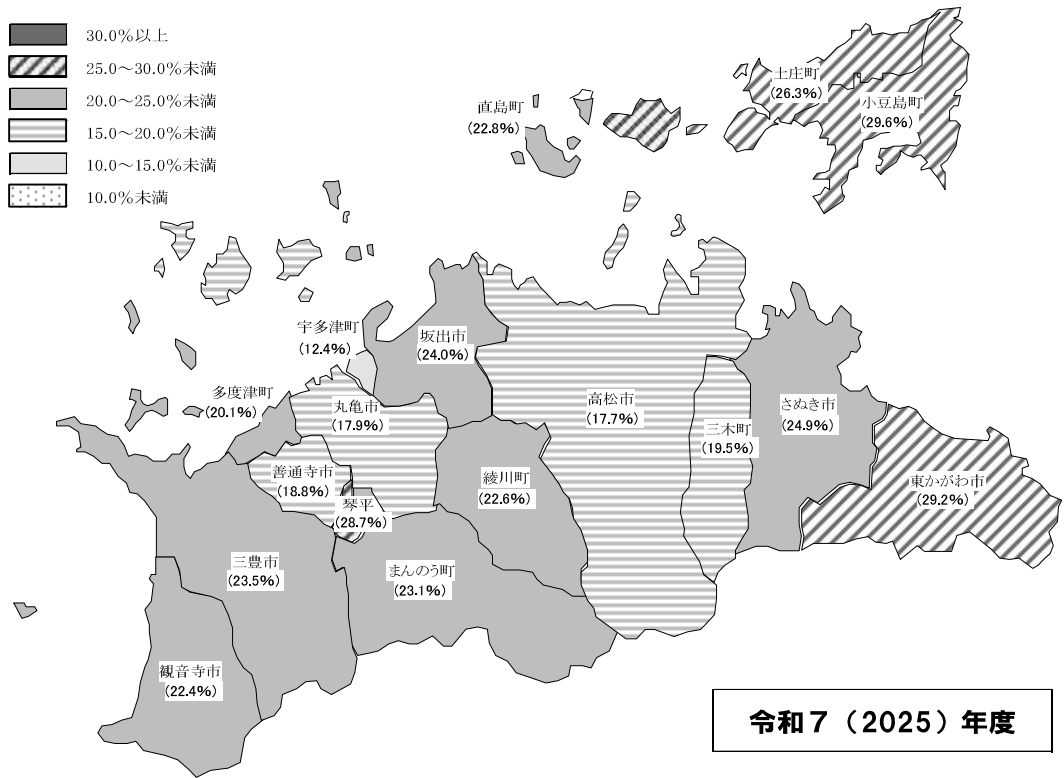 30.0%以上
25.0～30.0%未満
20.0～25.0%未満
15.0～20.0%未満
10.0～15.0%未満
10.0%未満
土庄町
(26.3%)
小豆島町
(29.6%)
直島町
(22.8%)
宇多津町
(12.4%)
坂出市
(24.0%)
多度津町
(20.1%)
丸亀市
(17.9%)
高松市
(17.7%)
三木町
(19.5%)
さぬき市
(24.9%)
善通寺市
(18.8%)
綾川町
(22.6%)
東かがわ市
(29.2%)
琴平
(28.7%)
三豊市
(23.5%)
まんのう町
(23.1%)
観音寺市
(22.4%)
令和７（2025）年度